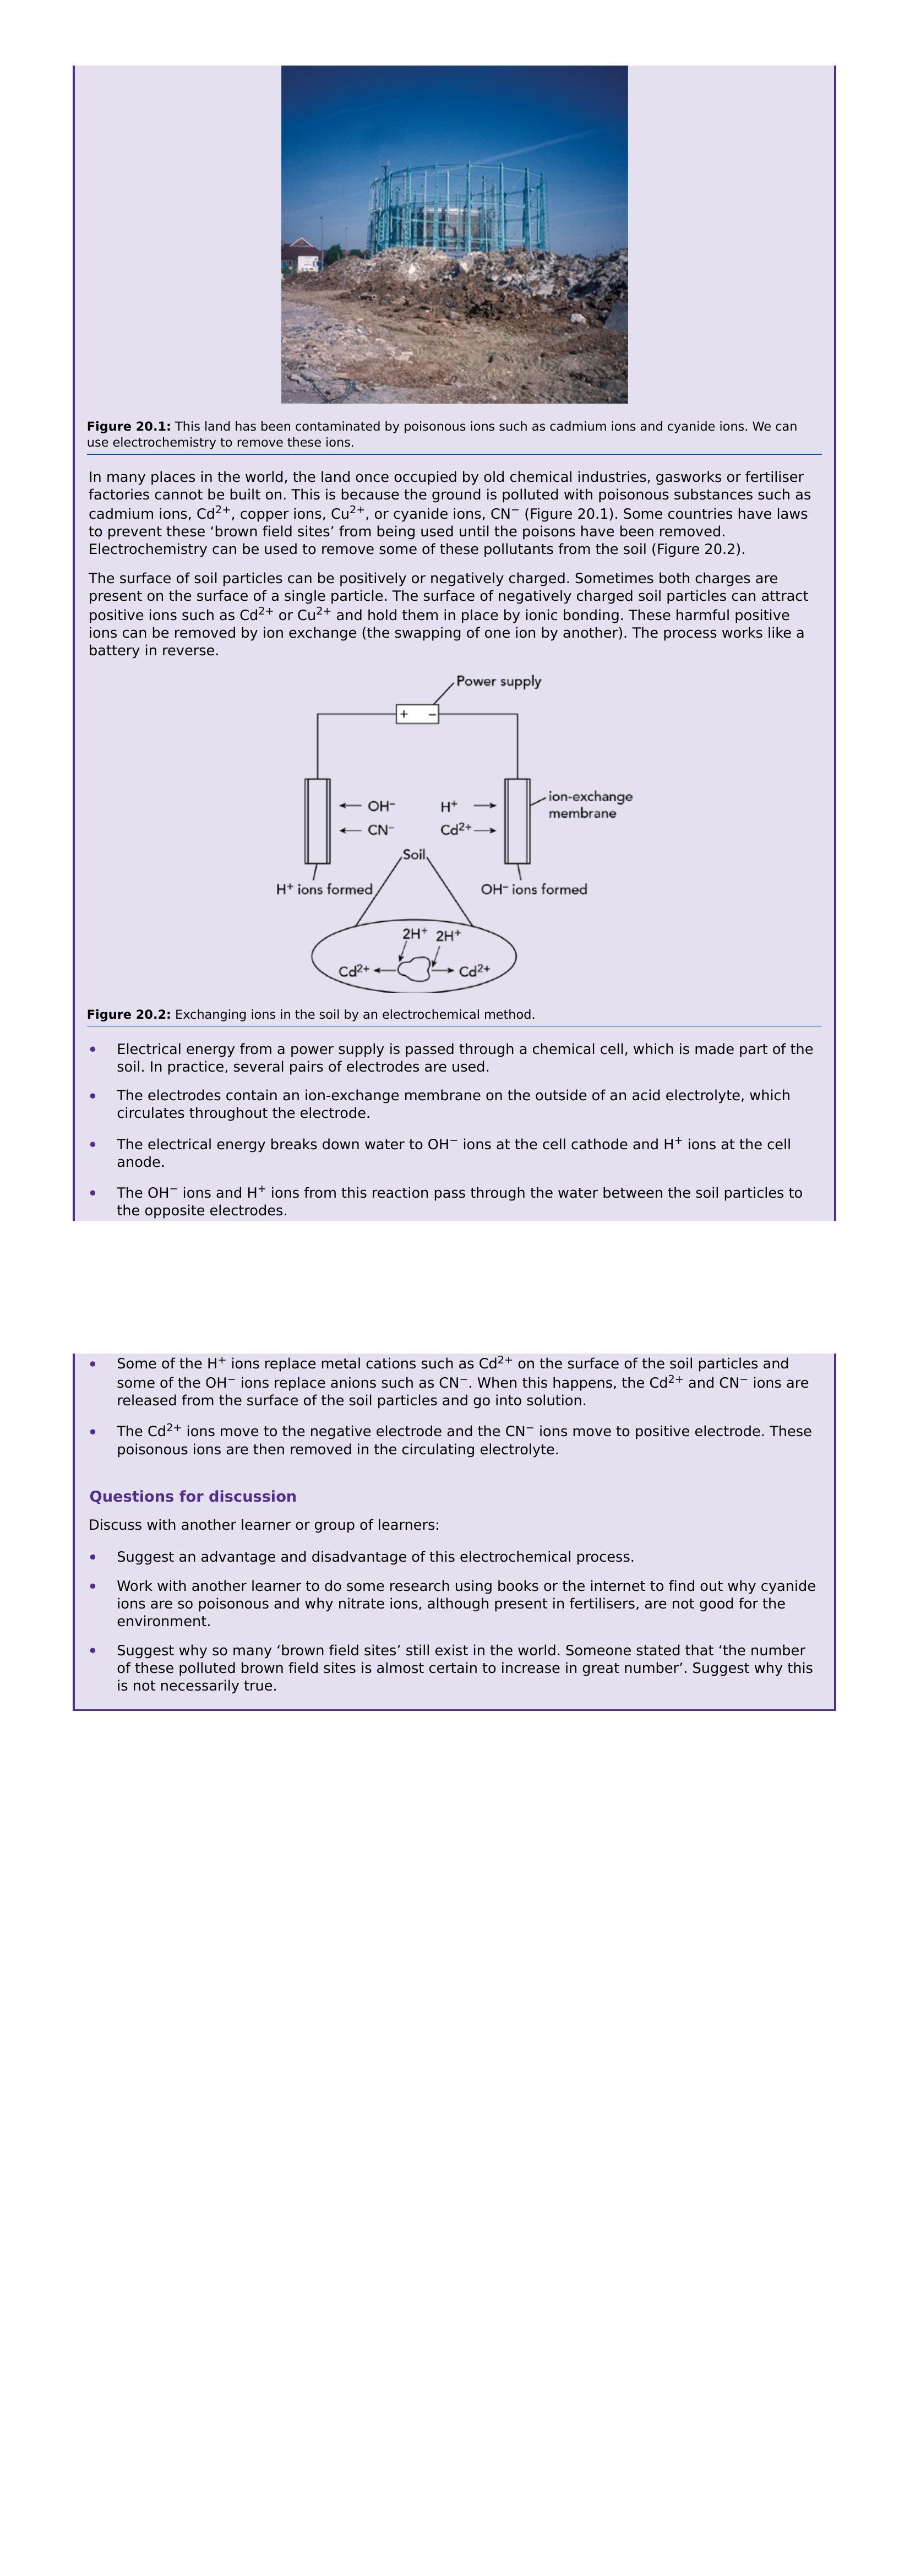 Figure 20.1: This land has been contaminated by poisonous ions such as cadmium ions and cyanide ions. We can
use electrochemistry to remove these ions.
In many places in the world, the land once occupied by old chemical industries, gasworks or fertiliser
factories cannot be built on. This is because the ground is polluted with poisonous substances such as
cadmium ions, Cd²⁺, copper ions, Cu²⁺, or cyanide ions, CN⁻ (Figure 20.1). Some countries have laws
to prevent these ‘brown field sites’ from being used until the poisons have been removed.
Electrochemistry can be used to remove some of these pollutants from the soil (Figure 20.2).
The surface of soil particles can be positively or negatively charged. Sometimes both charges are
present on the surface of a single particle. The surface of negatively charged soil particles can attract
positive ions such as Cd²⁺ or Cu²⁺ and hold them in place by ionic bonding. These harmful positive
ions can be removed by ion exchange (the swapping of one ion by another). The process works like a
battery in reverse.
Power supply
+ −
OH⁻ H⁺
ion-exchange
membrane
CN⁻ Cd²⁺
Soil
H⁺ ions formed OH⁻ ions formed
2H⁺ 2H⁺
Cd²⁺ Cd²⁺
Figure 20.2: Exchanging ions in the soil by an electrochemical method.
• Electrical energy from a power supply is passed through a chemical cell, which is made part of the
soil. In practice, several pairs of electrodes are used.
• The electrodes contain an ion-exchange membrane on the outside of an acid electrolyte, which
circulates throughout the electrode.
• The electrical energy breaks down water to OH⁻ ions at the cell cathode and H⁺ ions at the cell
anode.
• The OH⁻ ions and H⁺ ions from this reaction pass through the water between the soil particles to
the opposite electrodes.
• Some of the H⁺ ions replace metal cations such as Cd²⁺ on the surface of the soil particles and
some of the OH⁻ ions replace anions such as CN⁻. When this happens, the Cd²⁺ and CN⁻ ions are
released from the surface of the soil particles and go into solution.
• The Cd²⁺ ions move to the negative electrode and the CN⁻ ions move to positive electrode. These
poisonous ions are then removed in the circulating electrolyte.
Questions for discussion
Discuss with another learner or group of learners:
• Suggest an advantage and disadvantage of this electrochemical process.
• Work with another learner to do some research using books or the internet to find out why cyanide
ions are so poisonous and why nitrate ions, although present in fertilisers, are not good for the
environment.
• Suggest why so many ‘brown field sites’ still exist in the world. Someone stated that ‘the number
of these polluted brown field sites is almost certain to increase in great number’. Suggest why this
is not necessarily true.